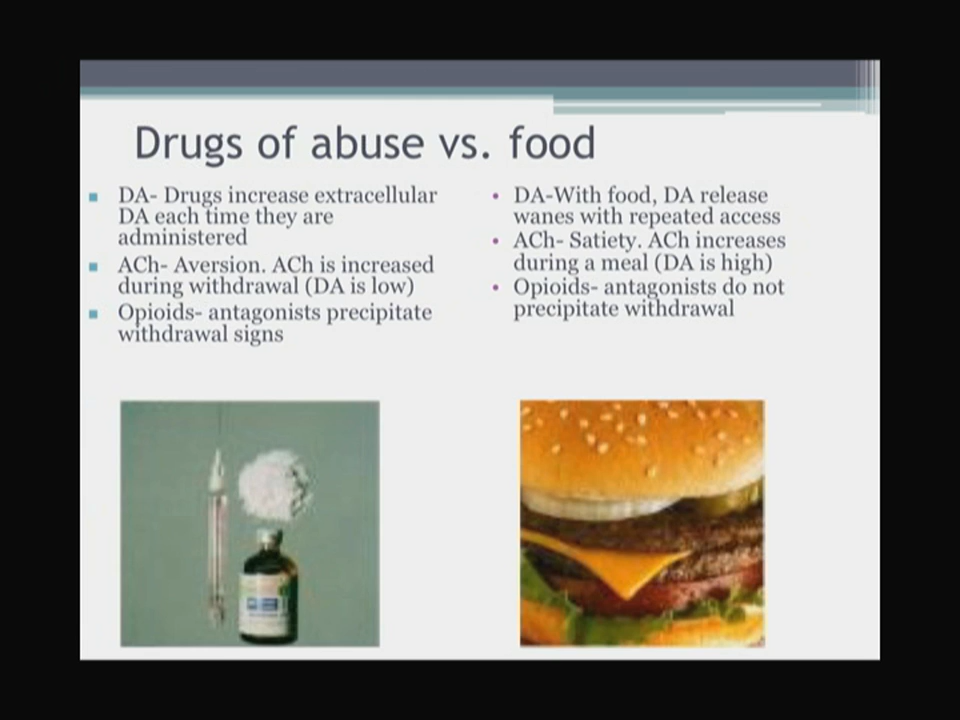 Drugs of abuse vs. food
DA- Drugs increase extracellular
DA each time they are
administered
ACh- Aversion. ACh is increased
during withdrawal (DA is low)
Opioids- antagonists precipitate
withdrawal signs
DA-With food, DA release
wanes with repeated access
ACh- Satiety. ACh increases
during a meal (DA is high)
Opioids- antagonists do not
precipitate withdrawal